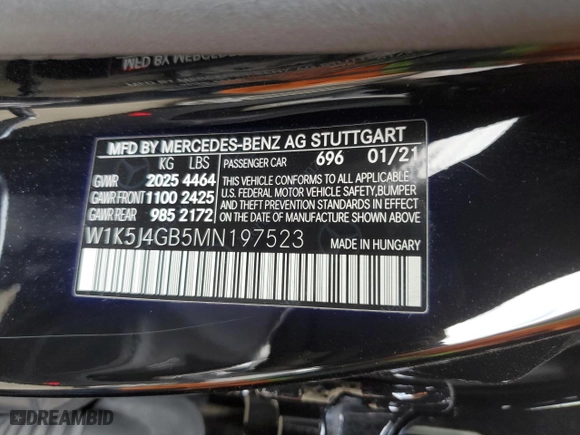 MFD BY MERCEDES-BENZ AG STUTTGART
KG LBS PASSENGER CAR 696 01/21
GVWR 2025 4464 THIS VEHICLE CONFORMS TO ALL APPLICABLE
GAWR FRONT 1100 2425 U.S. FEDERAL MOTOR VEHICLE SAFETY, BUMPER
GAWR REAR 985 2172 AND THEFT PREVENTION STANDARDS IN EFFECT
ON THE DATE OF MANUFACTURE SHOWN ABOVE.
W1K5J4GB5MN197523 MADE IN HUNGARY
DREAMBID